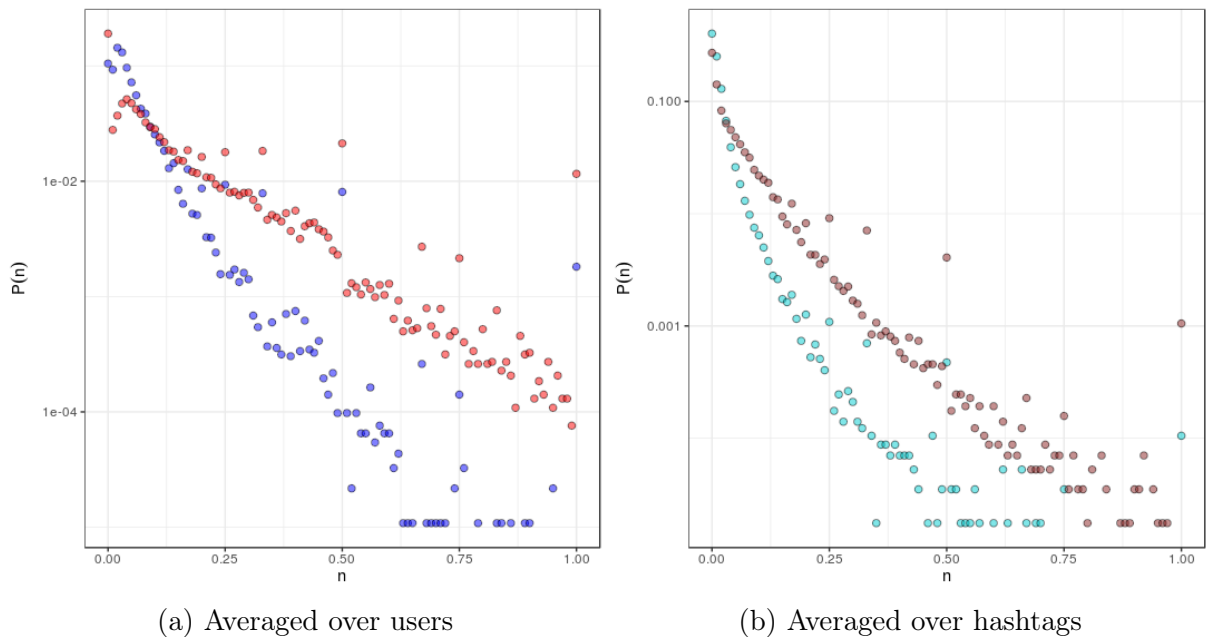 P(n)
1e-02
1e-04
0.00 0.25 0.50 0.75 1.00
n
(a) Averaged over users
P(n)
0.100
0.001
0.00 0.25 0.50 0.75 1.00
n
(b) Averaged over hashtags